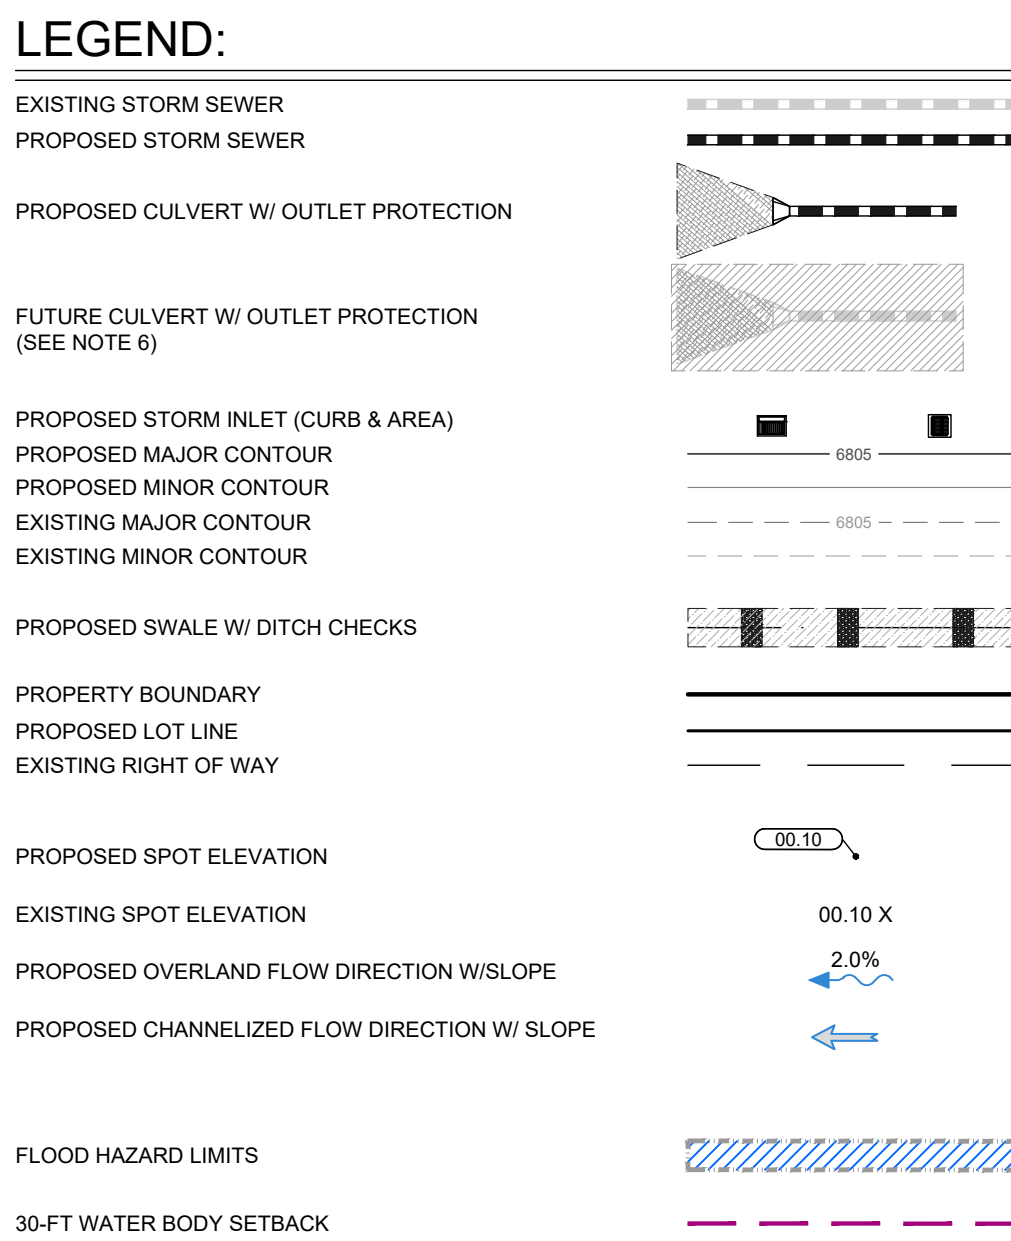 LEGEND:
EXISTING STORM SEWER
PROPOSED STORM SEWER
PROPOSED CULVERT W/ OUTLET PROTECTION
FUTURE CULVERT W/ OUTLET PROTECTION
(SEE NOTE 6)
PROPOSED STORM INLET (CURB & AREA)
PROPOSED MAJOR CONTOUR 6805
PROPOSED MINOR CONTOUR
EXISTING MAJOR CONTOUR 6805
EXISTING MINOR CONTOUR
PROPOSED SWALE W/ DITCH CHECKS
PROPERTY BOUNDARY
PROPOSED LOT LINE
EXISTING RIGHT OF WAY
00.10
PROPOSED SPOT ELEVATION
EXISTING SPOT ELEVATION 00.10 X
2.0%
PROPOSED OVERLAND FLOW DIRECTION W/SLOPE
PROPOSED CHANNELIZED FLOW DIRECTION W/ SLOPE
FLOOD HAZARD LIMITS
30-FT WATER BODY SETBACK